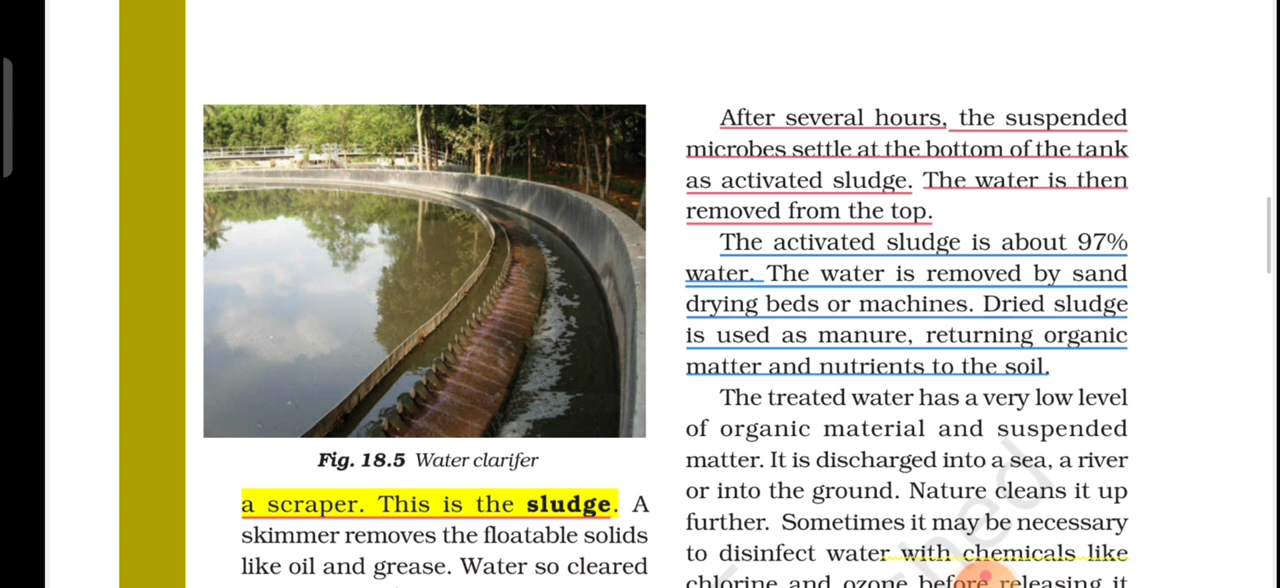 Fig. 18.5 Water clarifer
a scraper. This is the sludge. A
skimmer removes the floatable solids
like oil and grease. Water so cleared
After several hours, the suspended
microbes settle at the bottom of the tank
as activated sludge. The water is then
removed from the top.
The activated sludge is about 97%
water. The water is removed by sand
drying beds or machines. Dried sludge
is used as manure, returning organic
matter and nutrients to the soil.
The treated water has a very low level
of organic material and suspended
matter. It is discharged into a sea, a river
or into the ground. Nature cleans it up
further. Sometimes it may be necessary
to disinfect water with chemicals like
chlorine and ozone before releasing it